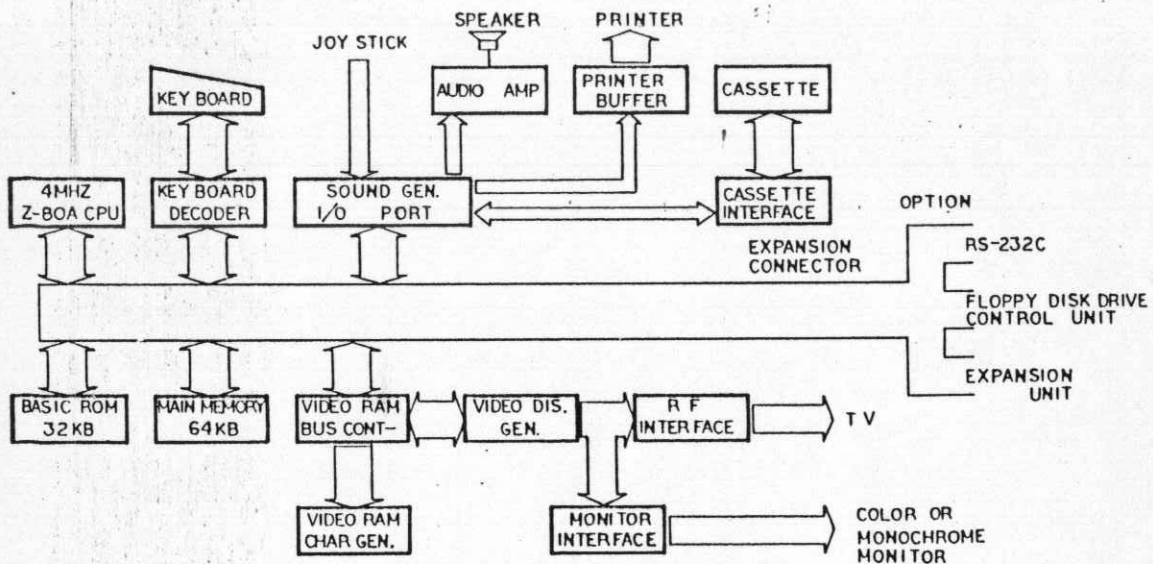 SPEAKER
PRINTER
JOY STICK
KEY BOARD
AUDIO AMP
PRINTER
BUFFER
CASSETTE
4MHZ
Z-80A CPU
KEY BOARD
DECODER
SOUND GEN.
I/O PORT
CASSETTE
INTERFACE
OPTION
EXPANSION
CONNECTOR
RS-232C
FLOPPY DISK DRIVE
CONTROL UNIT
EXPANSION
UNIT
BASIC ROM
32KB
MAIN MEMORY
64KB
VIDEO RAM
BUS CONT-
VIDEO DIS.
GEN.
R F
INTERFACE
TV
VIDEO RAM
CHAR GEN.
MONITOR
INTERFACE
COLOR OR
MONOCHROME
MONITOR